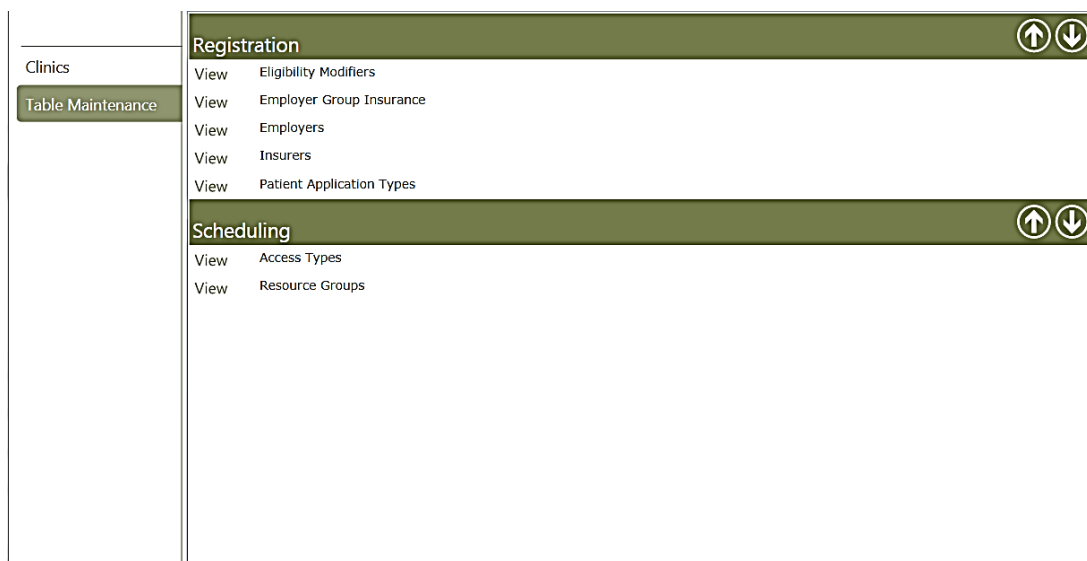 Clinics
Table Maintenance
Registration
View Eligibility Modifiers
View Employer Group Insurance
View Employers
View Insurers
View Patient Application Types
Scheduling
View Access Types
View Resource Groups